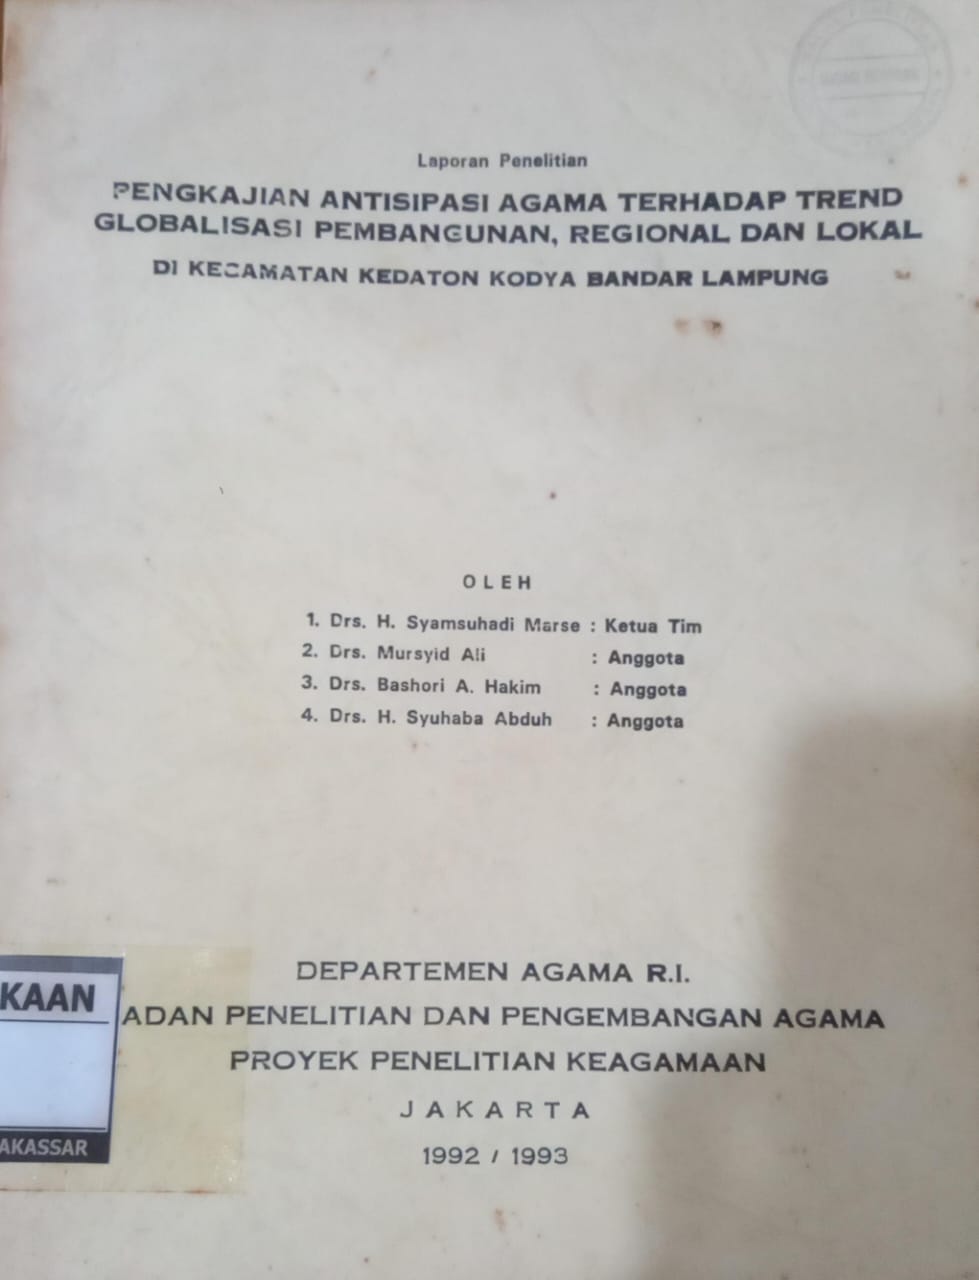 Laporan Penelitian
PENGKAJIAN ANTISIPASI AGAMA TERHADAP TREND
GLOBALISASI PEMBANGUNAN, REGIONAL DAN LOKAL
DI KECAMATAN KEDATON KODYA BANDAR LAMPUNG
OLEH
1. Drs. H. Syamsuhadi Marse : Ketua Tim
2. Drs. Mursyid Ali : Anggota
3. Drs. Bashori A. Hakim : Anggota
4. Drs. H. Syuhaba Abduh : Anggota
DEPARTEMEN AGAMA R.I.
KAAN
ADAN PENELITIAN DAN PENGEMBANGAN AGAMA
PROYEK PENELITIAN KEAGAMAAN
JAKARTA
AKASSAR
1992 / 1993